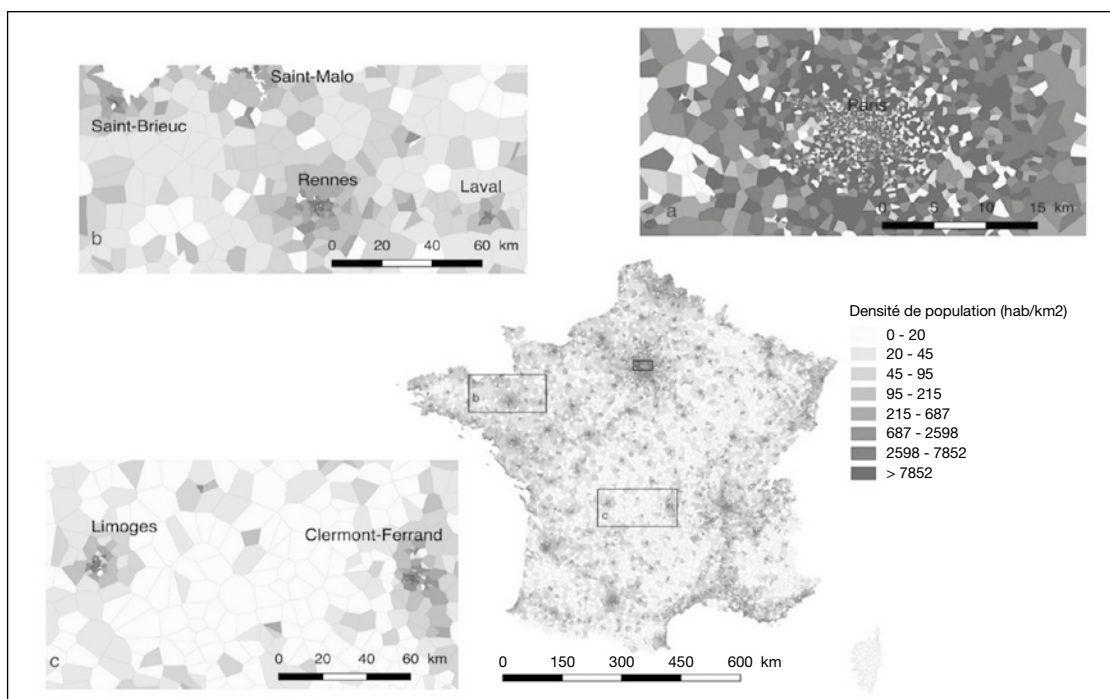 Saint-Malo
Saint-Brieuc
Rennes
Laval
b
0 20 40 60 km
Paris
a
0 5 10 15 km
Densité de population (hab/km2)
0 - 20
20 - 45
45 - 95
95 - 215
215 - 687
687 - 2598
2598 - 7852
> 7852
b
c
Limoges
Clermont-Ferrand
c
0 20 40 60 km
0 150 300 450 600 km